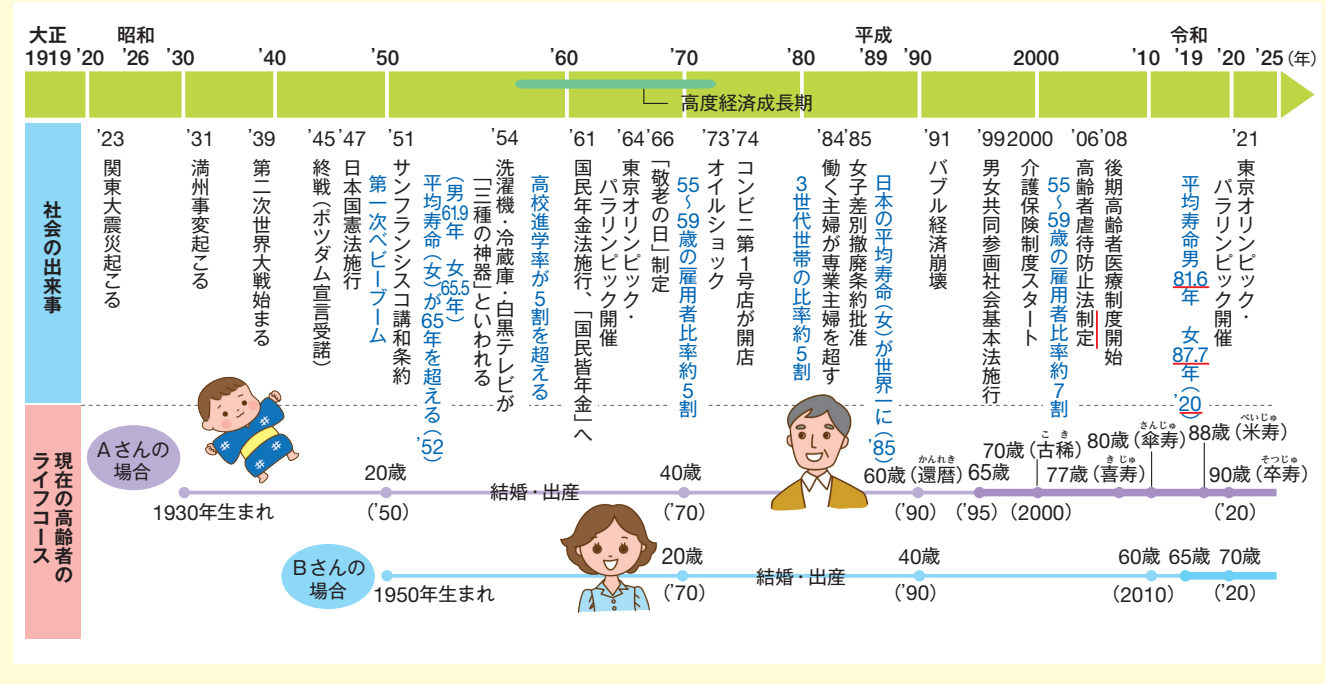 大正 昭和 平成 令和
1919 '20 '26 '30 '40 '50 '60 '70 '80 '89 '90 2000 '10 '19 '20 '25(年)
高度経済成長期
社会の出来事
'23
関東大震災起こる
'31
満州事変起こる
'39
第二次世界大戦始まる
'45
終戦(ポツダム宣言受諾)
'47
日本国憲法施行
第一次ベビーブーム
'51
サンフランシスコ講和条約
平均寿命(女)が65年を超える('52)
(男61.9年 女65.5年)
'54
洗濯機・冷蔵庫・白黒テレビが
「三種の神器」といわれる
高校進学率が5割を超える
'61
国民年金法施行、「国民皆年金」へ
'64
東京オリンピック・
パラリンピック開催
'66
「敬老の日」制定
55～59歳の雇用者比率約5割
'73
オイルショック
'74
コンビニ第1号店が開店
3世代世帯の比率約5割
'84
働く主婦が専業主婦を超す
'85
女子差別撤廃条約批准
日本の平均寿命(女)が世界一に('85)
'91
バブル経済崩壊
'99
男女共同参画社会基本法施行
2000
介護保険制度スタート
55～59歳の雇用者比率約7割
'06
高齢者虐待防止法制定
'08
後期高齢者医療制度開始
平均寿命男81.6年 女87.7年('20)
'21
東京オリンピック・
パラリンピック開催
現在の高齢者の
ライフコース
Aさんの
場合
1930年生まれ
20歳
('50)
結婚・出産
40歳
('70)
60歳(還暦)
かんれき
('90)
65歳
('95)
70歳(古稀)
こき
(2000)
77歳(喜寿)
きじゅ
80歳(傘寿)
さんじゅ
88歳(米寿)
べいじゅ
90歳(卒寿)
そつじゅ
('20)
Bさんの
場合
1950年生まれ
20歳
('70)
結婚・出産
40歳
('90)
60歳
(2010)
65歳
70歳
('20)